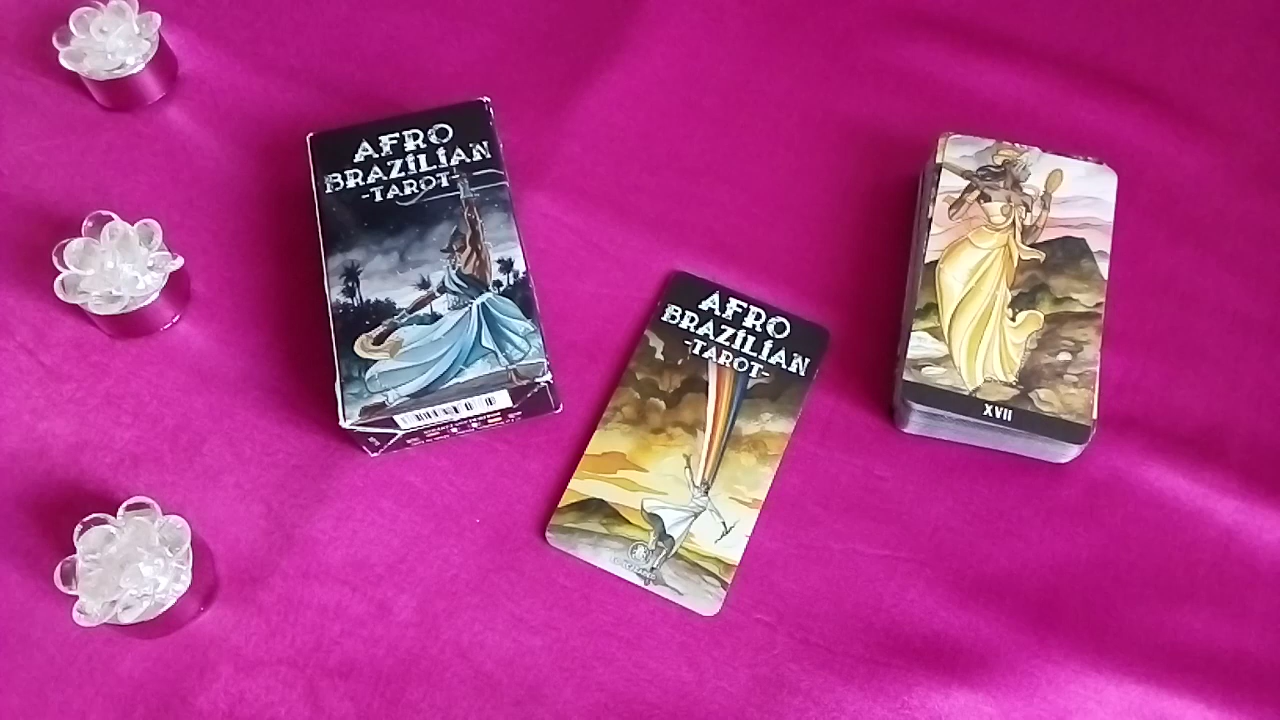 AFRO
BRAZILIAN
-TAROT-
AFRO
BRAZILIAN
-TAROT-
XVII